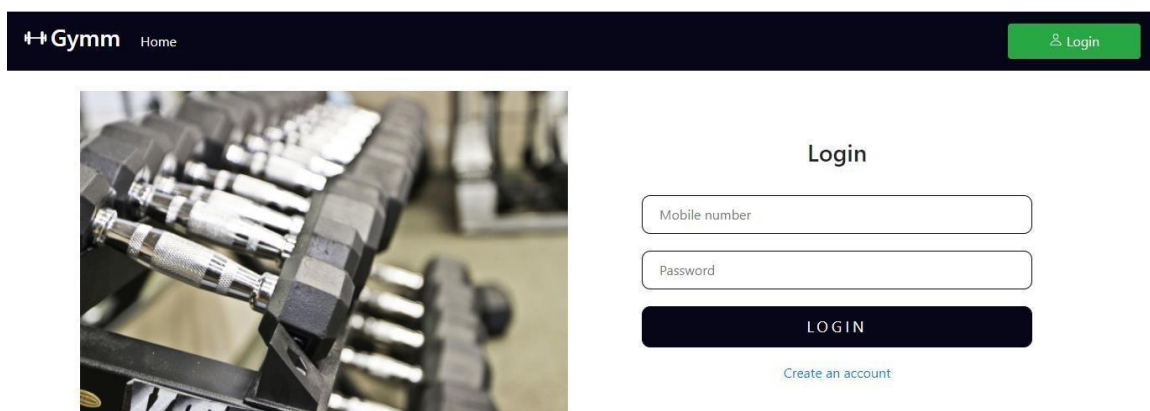 Gymm Home Login
Login
Mobile number
Password
LOGIN
Create an account